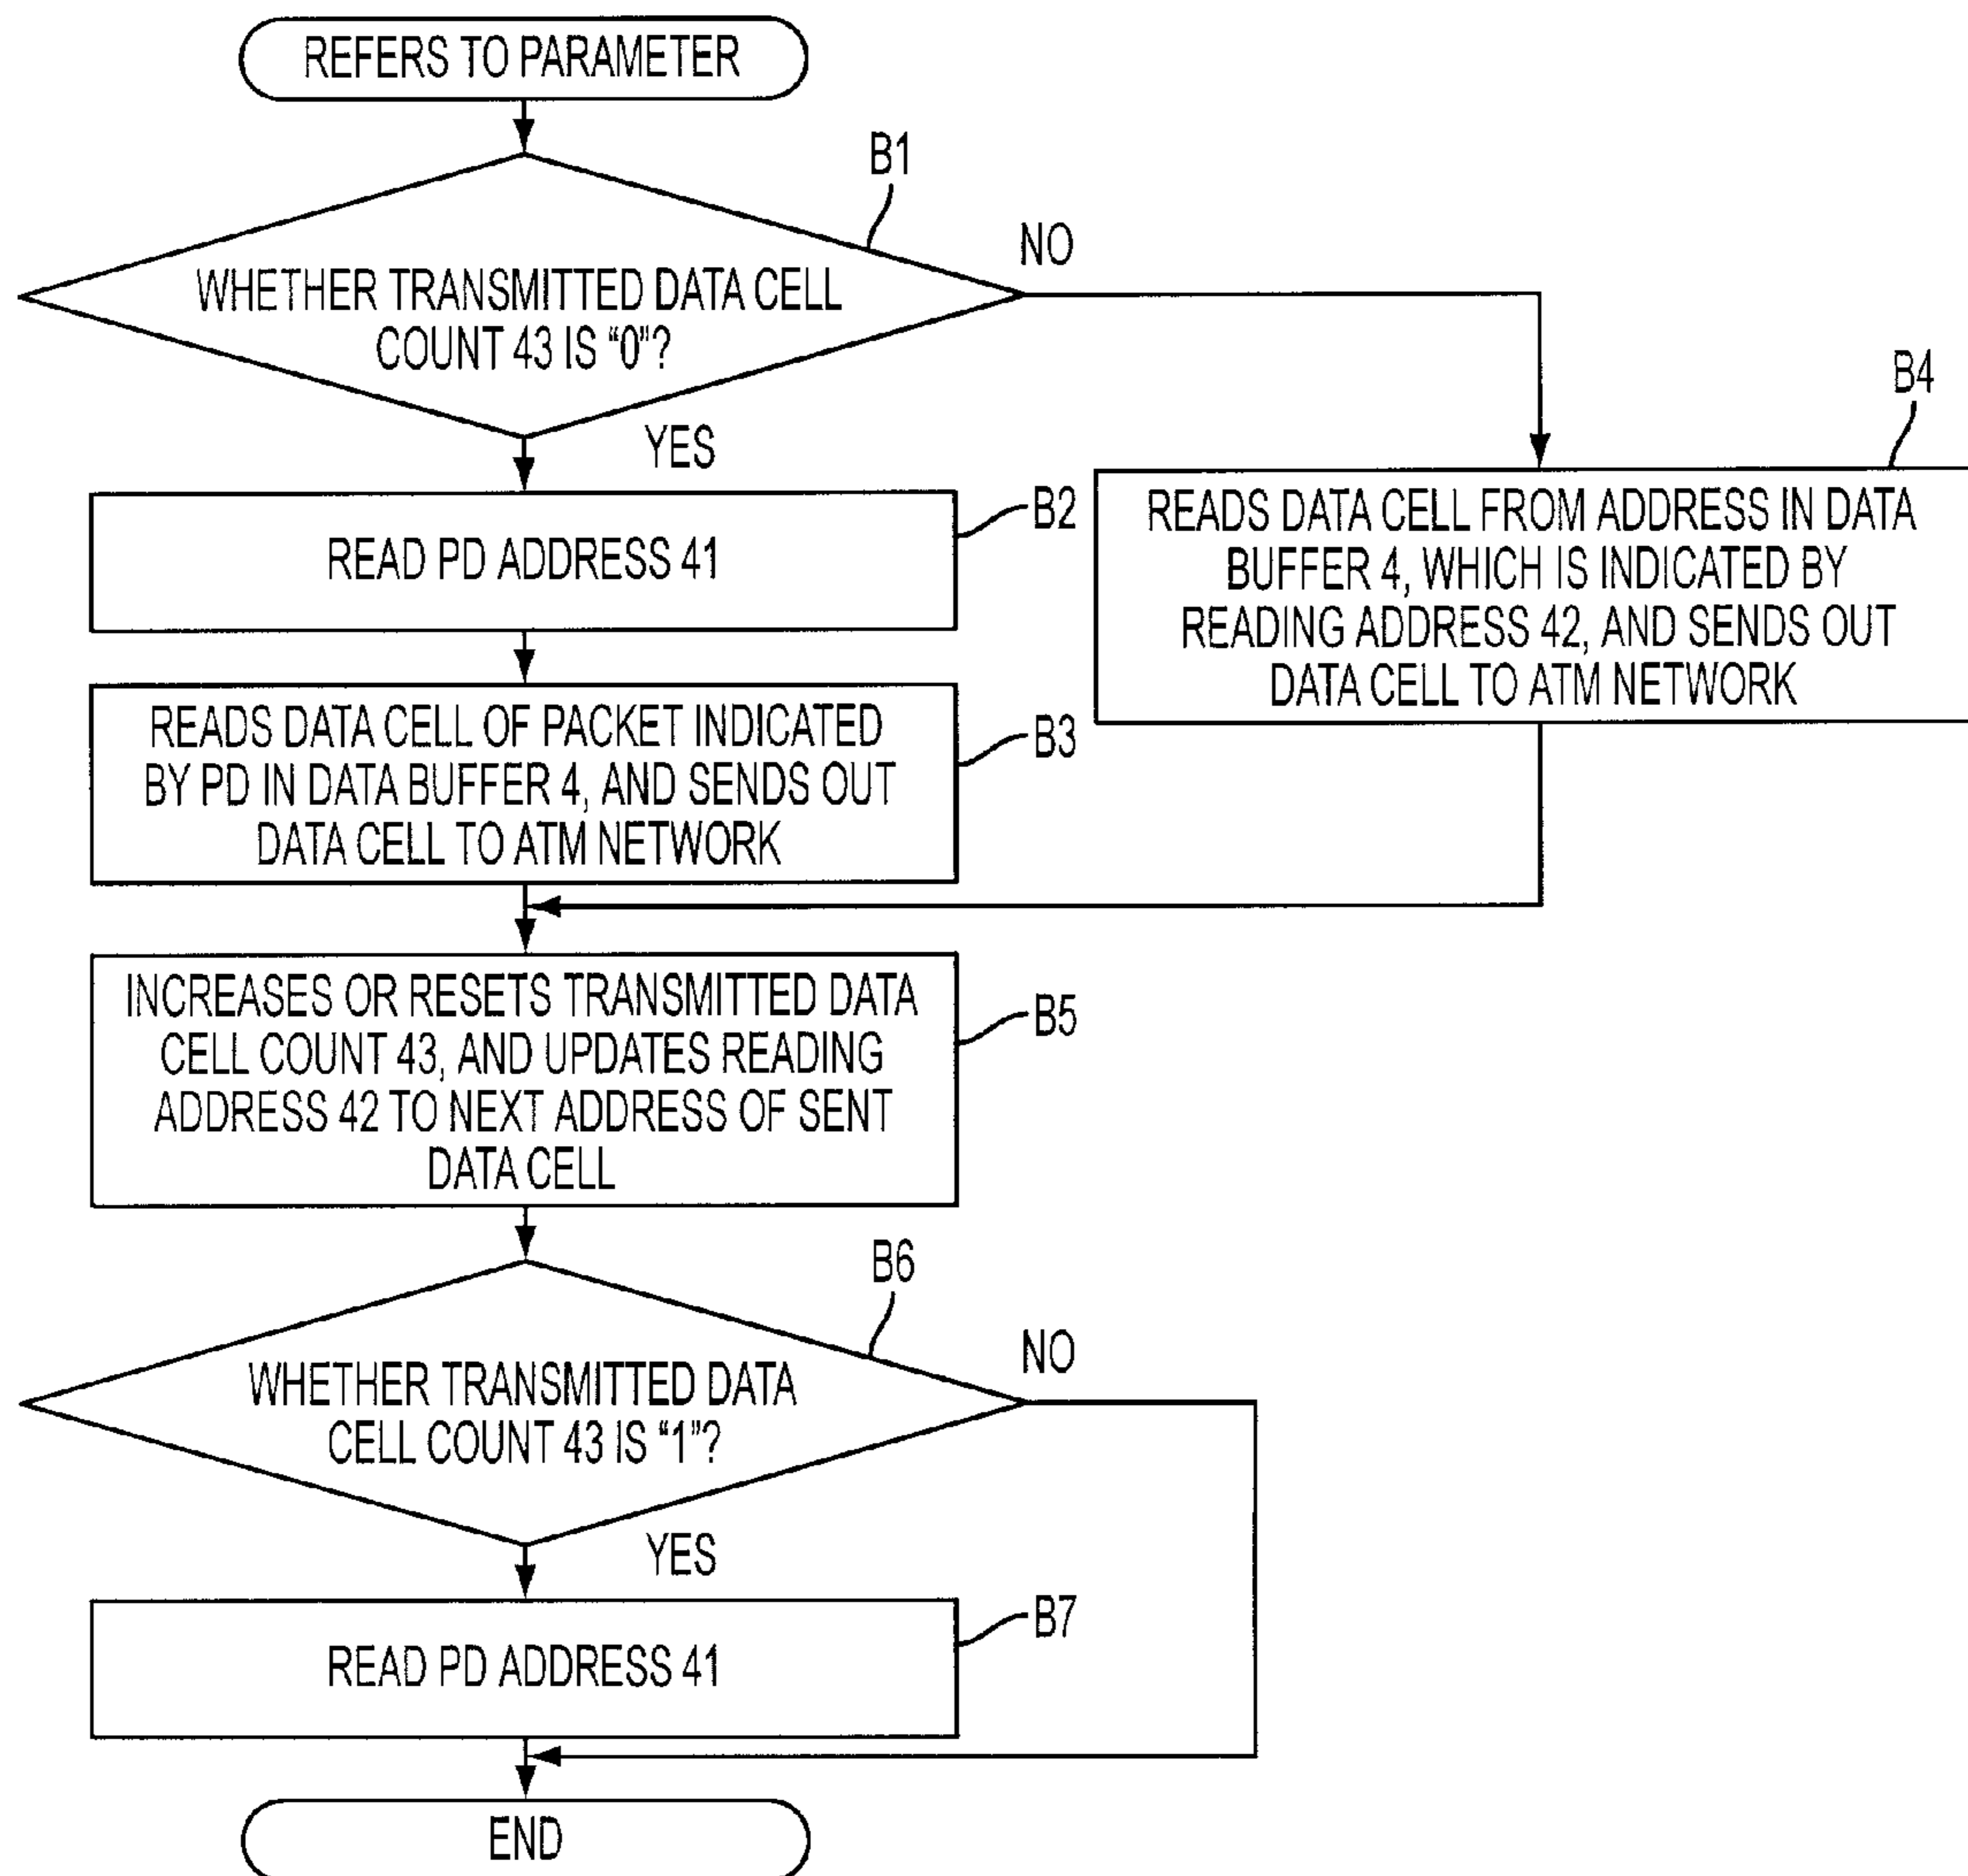 REFERS TO PARAMETER
B1
WHETHER TRANSMITTED DATA CELL
COUNT 43 IS “0”?
NO
YES
READ PD ADDRESS 41
B2
B4
READS DATA CELL FROM ADDRESS IN DATA
BUFFER 4, WHICH IS INDICATED BY
READING ADDRESS 42, AND SENDS OUT
DATA CELL TO ATM NETWORK
READS DATA CELL OF PACKET INDICATED
BY PD IN DATA BUFFER 4, AND SENDS OUT
DATA CELL TO ATM NETWORK
B3
INCREASES OR RESETS TRANSMITTED DATA
CELL COUNT 43, AND UPDATES READING
ADDRESS 42 TO NEXT ADDRESS OF SENT
DATA CELL
B5
B6
WHETHER TRANSMITTED DATA
CELL COUNT 43 IS “1”?
NO
YES
READ PD ADDRESS 41
B7
END